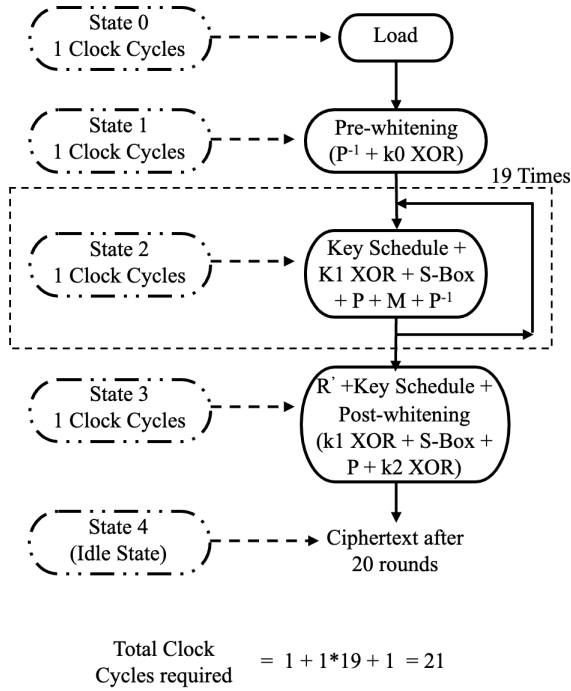 State 0
1 Clock Cycles
Load
State 1
1 Clock Cycles
Pre-whitening
(P⁻¹ + k0 XOR)
19 Times
State 2
1 Clock Cycles
Key Schedule +
K1 XOR + S-Box
+ P + M + P⁻¹
State 3
1 Clock Cycles
R’ +Key Schedule +
Post-whitening
(k1 XOR + S-Box +
P + k2 XOR)
State 4
(Idle State)
Ciphertext after
20 rounds
Total Clock
Cycles required
= 1 + 1*19 + 1 = 21